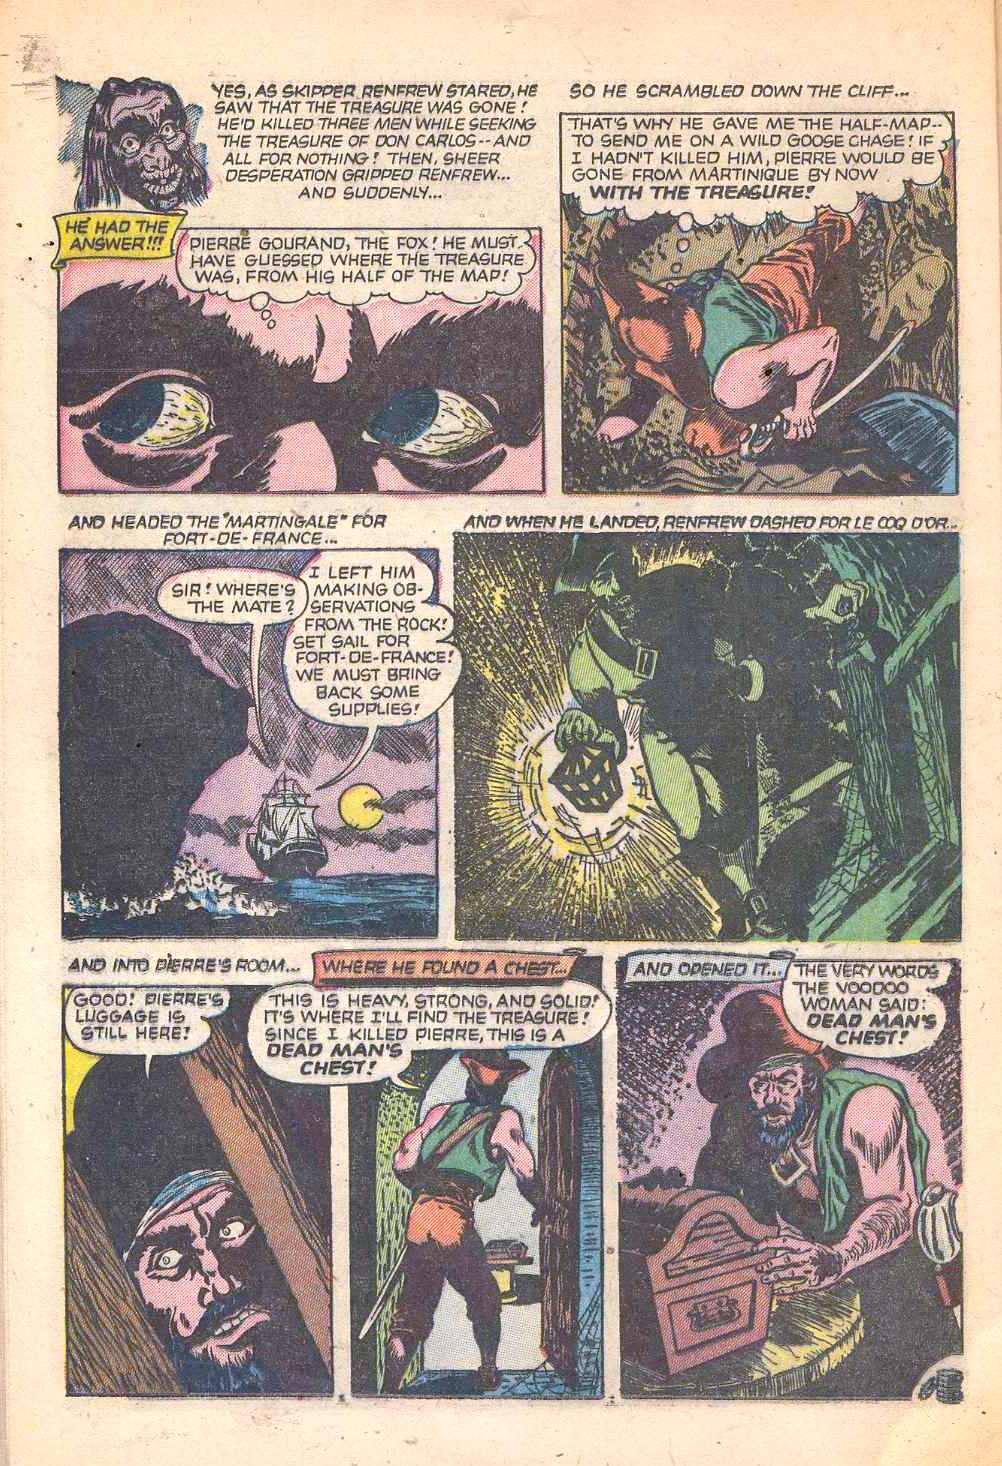 YES, AS SKIPPER RENFREW STARED, HE
SAW THAT THE TREASURE WAS GONE!
HE'D KILLED THREE MEN WHILE SEEKING
THE TREASURE OF DON CARLOS--AND
ALL FOR NOTHING! THEN, SHEER
DESPERATION GRIPPED RENFREW...
AND SUDDENLY...
HE HAD THE
ANSWER!!!
PIERRE GOURAND, THE FOX! HE MUST
HAVE GUESSED WHERE THE TREASURE
WAS, FROM HIS HALF OF THE MAP!
SO HE SCRAMBLED DOWN THE CLIFF...
THAT'S WHY HE GAVE ME THE HALF-MAP--
TO SEND ME ON A WILD GOOSE CHASE! IF
I HADN'T KILLED HIM, PIERRE WOULD BE
GONE FROM MARTINIQUE BY NOW
WITH THE TREASURE!
AND HEADED THE "MARTINGALE" FOR
FORT-DE-FRANCE...
SIR! WHERE'S
THE MATE?
I LEFT HIM
MAKING OB-
SERVATIONS
FROM THE ROCK!
SET SAIL FOR
FORT-DE-FRANCE!
WE MUST BRING
BACK SOME
SUPPLIES!
AND WHEN HE LANDED, RENFREW DASHED FOR LE COQ D'OR...
AND INTO PIERRE'S ROOM...
GOOD! PIERRE'S
LUGGAGE IS
STILL HERE!
WHERE HE FOUND A CHEST...
THIS IS HEAVY, STRONG, AND SOLID!
IT'S WHERE I'LL FIND THE TREASURE!
SINCE I KILLED PIERRE, THIS IS A
DEAD MAN'S
CHEST!
AND OPENED IT...
THE VERY WORDS
THE VOODOO
WOMAN SAID:
DEAD MAN'S
CHEST!